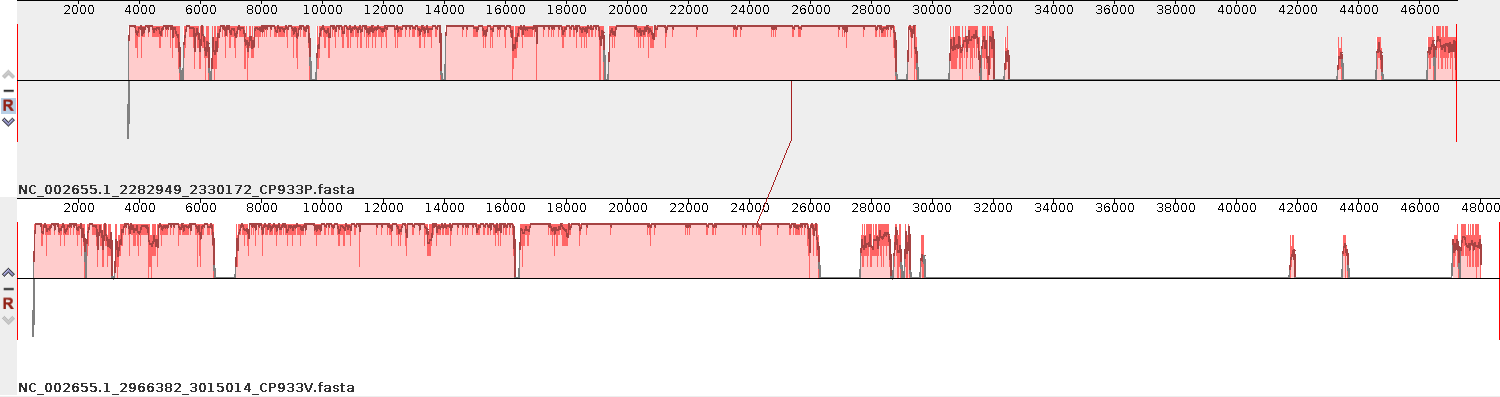 2000 4000 6000 8000 10000 12000 14000 16000 18000 20000 22000 24000 26000 28000 30000 32000 34000 36000 38000 40000 42000 44000 46000
R
NC_002655.1_2282949_2330172_CP933P.fasta
2000 4000 6000 8000 10000 12000 14000 16000 18000 20000 22000 24000 26000 28000 30000 32000 34000 36000 38000 40000 42000 44000 46000 48000
R
NC_002655.1_2966382_3015014_CP933V.fasta